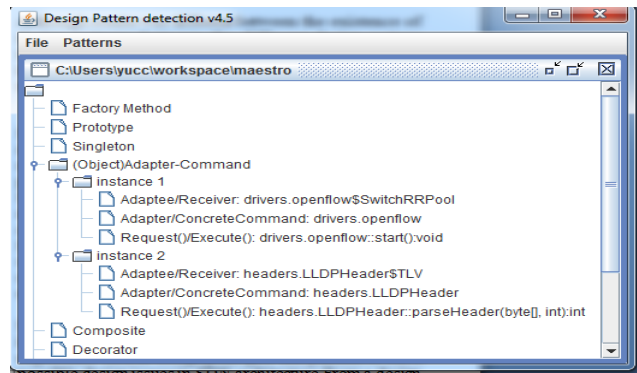 Design Pattern detection v4.5
File Patterns
C:\Users\yucc\workspace\maestro
Factory Method
Prototype
Singleton
(Object)Adapter-Command
instance 1
Adaptee/Receiver: drivers.openflow$SwitchRRPool
Adapter/ConcreteCommand: drivers.openflow
Request()/Execute(): drivers.openflow::start():void
instance 2
Adaptee/Receiver: headers.LLDPHeader$TLV
Adapter/ConcreteCommand: headers.LLDPHeader
Request()/Execute(): headers.LLDPHeader::parseHeader(byte[], int):int
Composite
Decorator